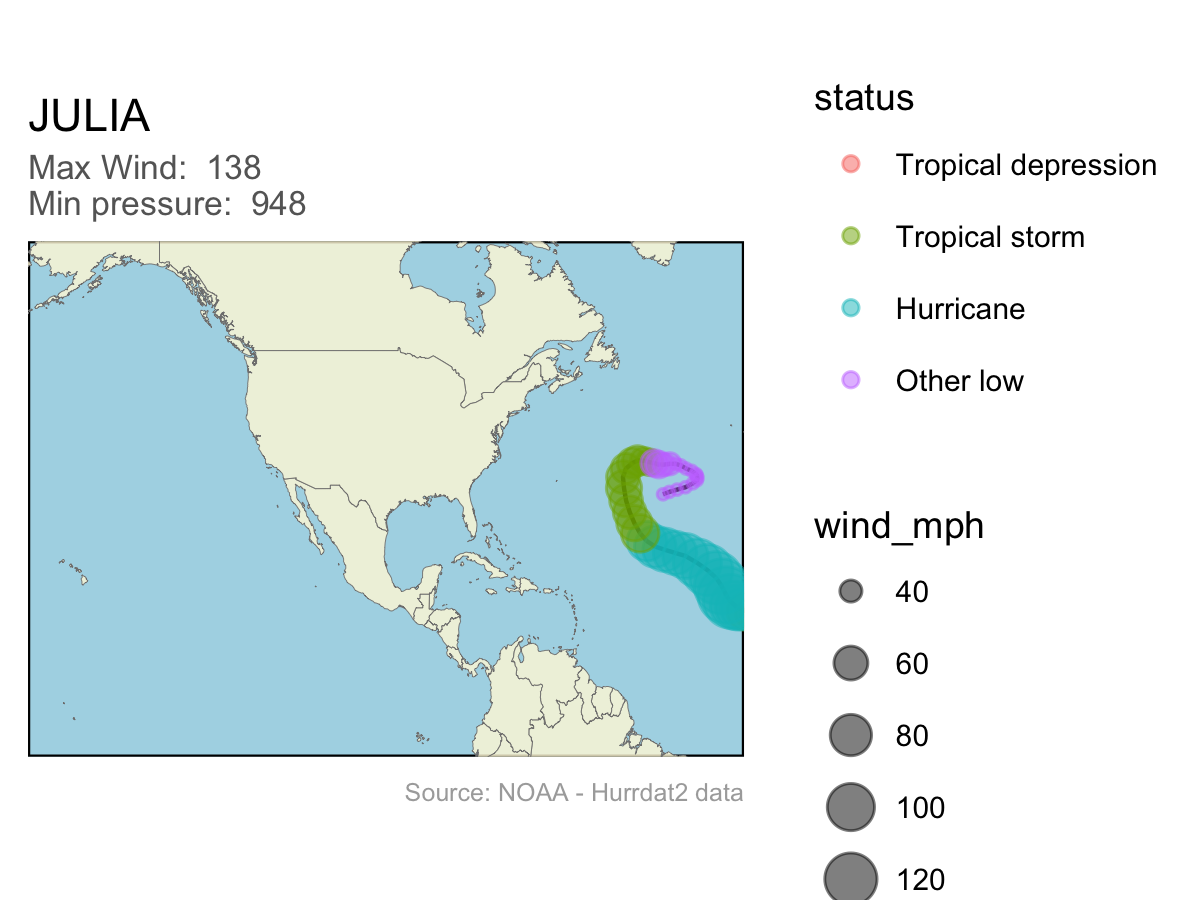 JULIA
Max Wind:  138
Min pressure:  948
Source: NOAA - Hurrdat2 data
status
Tropical depression
Tropical storm
Hurricane
Other low
wind_mph
40
60
80
100
120